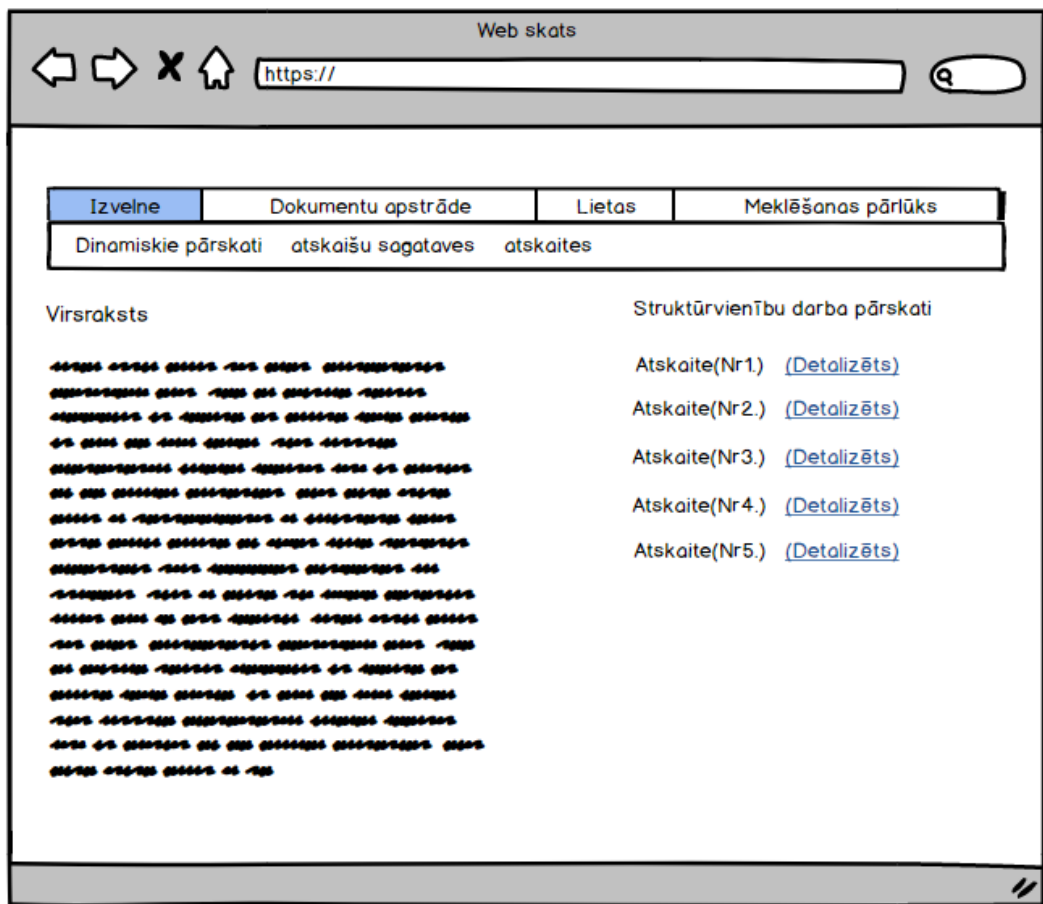 Web skats
https://
Izvelne Dokumentu apstrāde Lietas Meklēšanas pārlūks
Dinamiskie pārskati atskaišu sagataves atskaites
Virsraksts
Struktūrvienību darba pārskati
Atskaite(Nr1.) (Detalizēts)
Atskaite(Nr2.) (Detalizēts)
Atskaite(Nr3.) (Detalizēts)
Atskaite(Nr4.) (Detalizēts)
Atskaite(Nr5.) (Detalizēts)